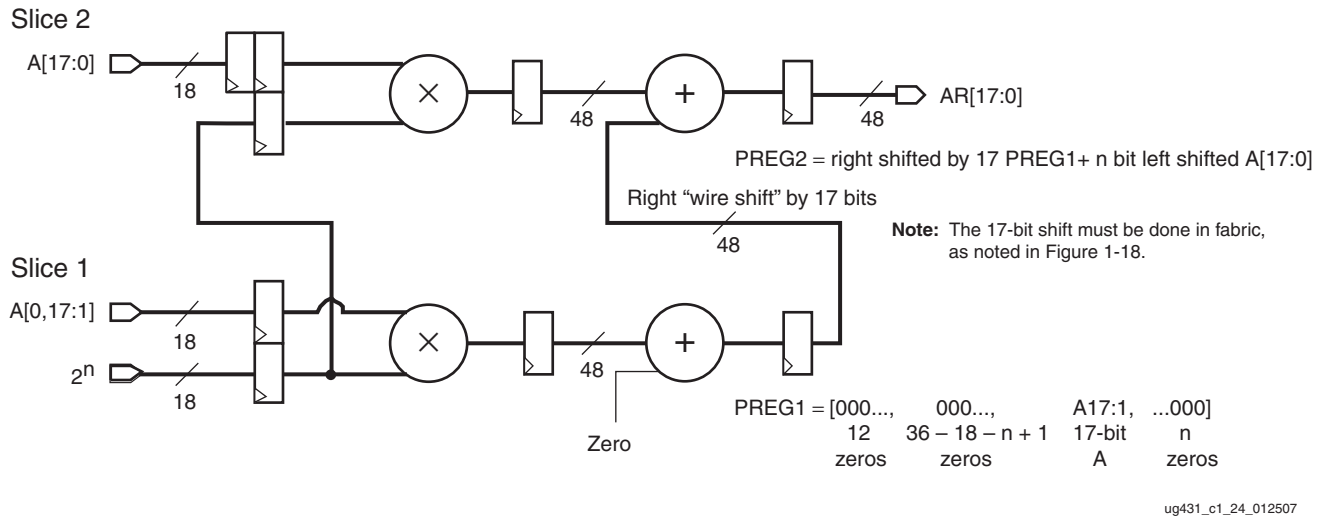 Slice 2
A[17:0]
18
×
48
+
48
AR[17:0]
PREG2 = right shifted by 17 PREG1+ n bit left shifted A[17:0]
Right “wire shift” by 17 bits
48
Note: The 17-bit shift must be done in fabric,
as noted in Figure 1-18.
Slice 1
A[0,17:1]
18
2n
18
×
48
+
Zero
PREG1 = [000..., 000..., A17:1, ...000]
12 36 – 18 – n + 1 17-bit n
zeros zeros A zeros
ug431_c1_24_012507